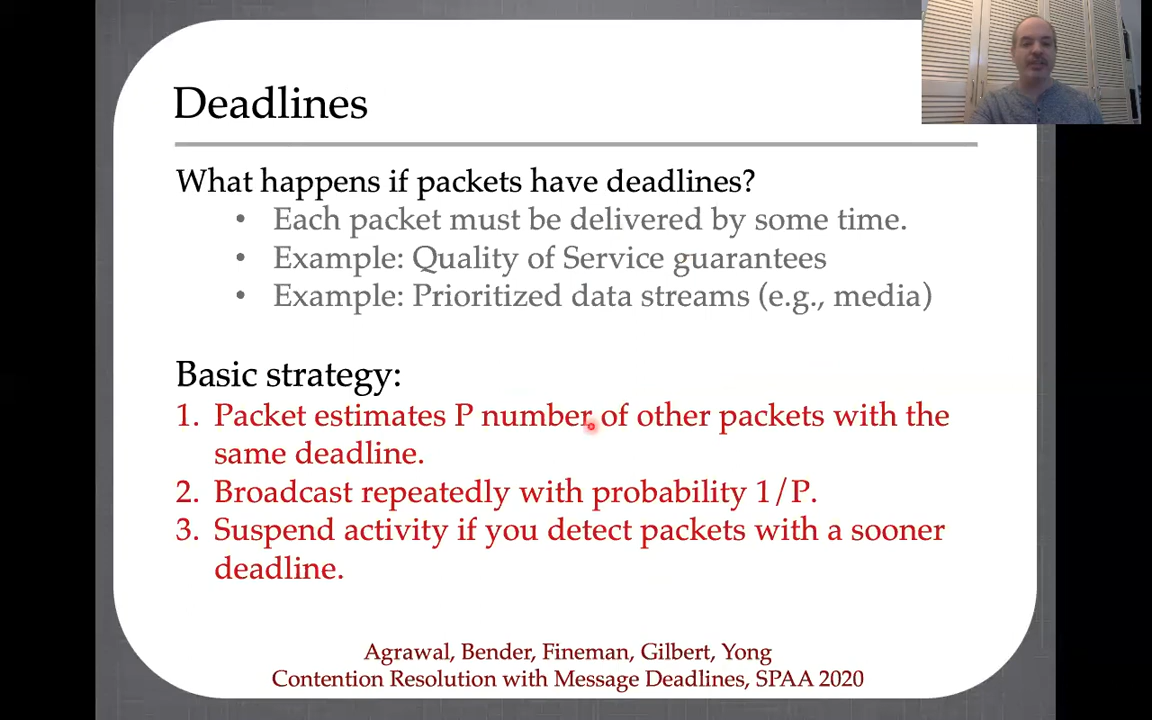 Deadlines
What happens if packets have deadlines?
• Each packet must be delivered by some time.
• Example: Quality of Service guarantees
• Example: Prioritized data streams (e.g., media)
Basic strategy:
1. Packet estimates P number of other packets with the
same deadline.
2. Broadcast repeatedly with probability 1/P.
3. Suspend activity if you detect packets with a sooner
deadline.
Agrawal, Bender, Fineman, Gilbert, Yong
Contention Resolution with Message Deadlines, SPAA 2020